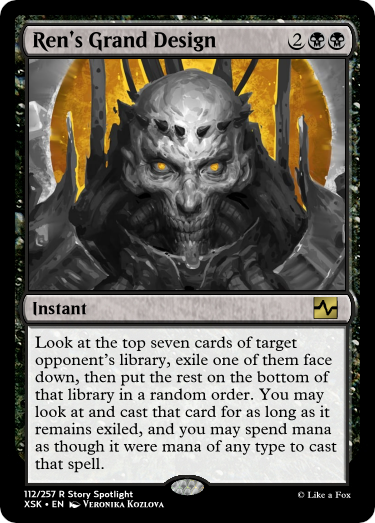 Ren's Grand Design 2
Instant
Look at the top seven cards of target
opponent's library, exile one of them face
down, then put the rest on the bottom of
that library in a random order. You may
look at and cast that card for as long as it
remains exiled, and you may spend mana
as though it were mana of any type to cast
that spell.
112/257 R Story Spotlight
XSK • EN Veronika Kozlova
© Like a Fox